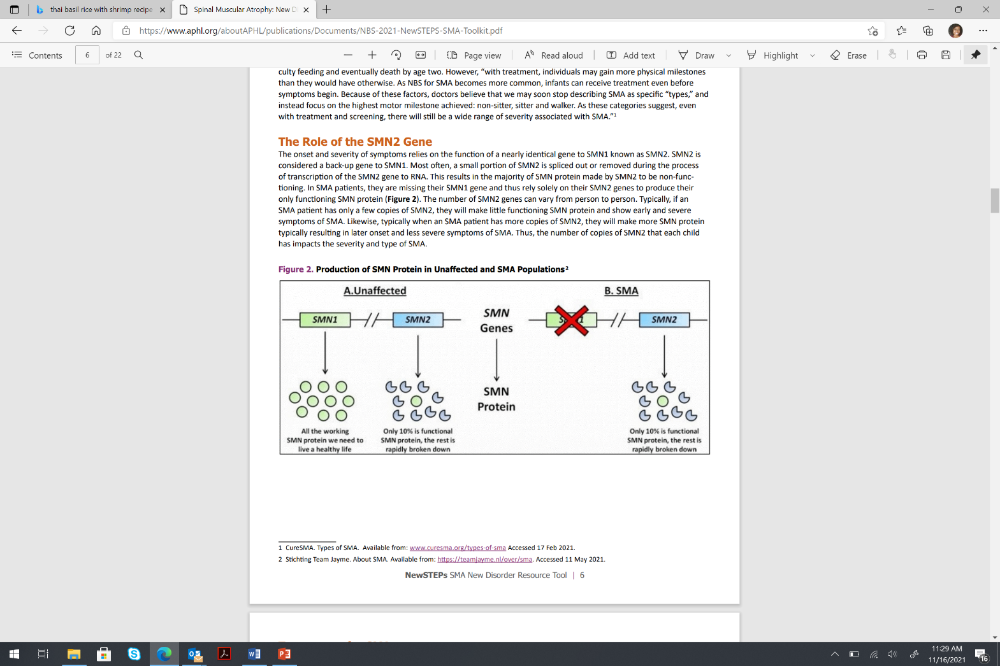 thai basil rice with shrimp recipe
Spinal Muscular Atrophy: New D
https://www.aphl.org/aboutAPHL/publications/Documents/NBS-2021-NewSTEPS-SMA-Toolkit.pdf
Contents 6 of 22 Page view Read aloud Add text Draw Highlight Erase
culty feeding and eventually death by age two. However, “with treatment, individuals may gain more physical milestones
than they would have otherwise. As NBS for SMA becomes more common, infants can receive treatment even before
symptoms begin. Because of these factors, doctors believe that we may soon stop describing SMA as specific “types,” and
instead focus on the highest motor milestone achieved: non-sitter, sitter and walker. As these categories suggest, even
with treatment and screening, there will still be a wide range of severity associated with SMA.”1
The Role of the SMN2 Gene
The onset and severity of symptoms relies on the function of a nearly identical gene to SMN1 known as SMN2. SMN2 is
considered a back-up gene to SMN1. Most often, a small portion of SMN2 is spliced out or removed during the process
of transcription of the SMN2 gene to RNA. This results in the majority of SMN protein made by SMN2 to be non-func-
tioning. In SMA patients, they are missing their SMN1 gene and thus rely solely on their SMN2 genes to produce their
only functioning SMN protein (Figure 2). The number of SMN2 genes can vary from person to person. Typically, if an
SMA patient has only a few copies of SMN2, they will make little functioning SMN protein and show early and severe
symptoms of SMA. Likewise, typically when an SMA patient has more copies of SMN2, they will make more SMN protein
typically resulting in later onset and less severe symptoms of SMA. Thus, the number of copies of SMN2 that each child
has impacts the severity and type of SMA.
Figure 2. Production of SMN Protein in Unaffected and SMA Populations2
A.Unaffected
SMN1
SMN2
All the working
SMN protein we need to
live a healthy life
Only 10% is functional
SMN protein, the rest is
rapidly broken down
SMN
Genes
SMN
Protein
B. SMA
SMN2
Only 10% is functional
SMN protein, the rest is
rapidly broken down
1 CureSMA. Types of SMA. Available from: www.curesma.org/types-of-sma Accessed 17 Feb 2021.
2 Stichting Team Jayme. About SMA. Available from: https://teamjayme.nl/over/sma. Accessed 11 May 2021.
NewSTEPs SMA New Disorder Resource Tool | 6
11:29 AM
11/16/2021
16